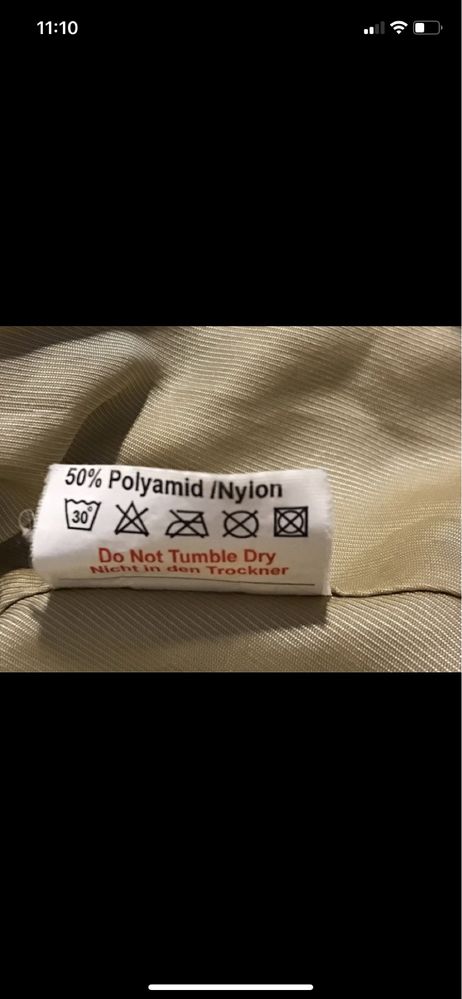 11:10
50% Polyamid /Nylon
30°
Do Not Tumble Dry
Nicht in den Trockner